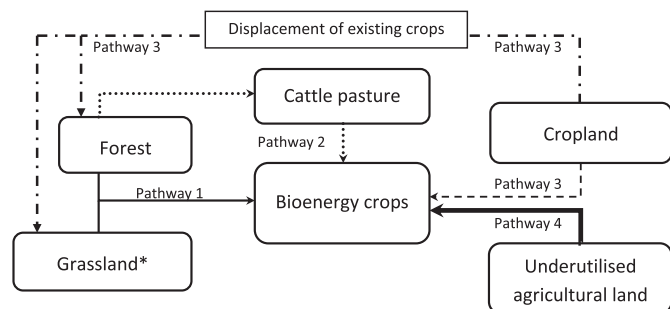 Displacement of existing crops
Pathway 3
Pathway 3
Cattle pasture
Forest
Pathway 2
Cropland
Pathway 1
Bioenergy crops
Pathway 3
Pathway 4
Grassland*
Underutilised
agricultural land